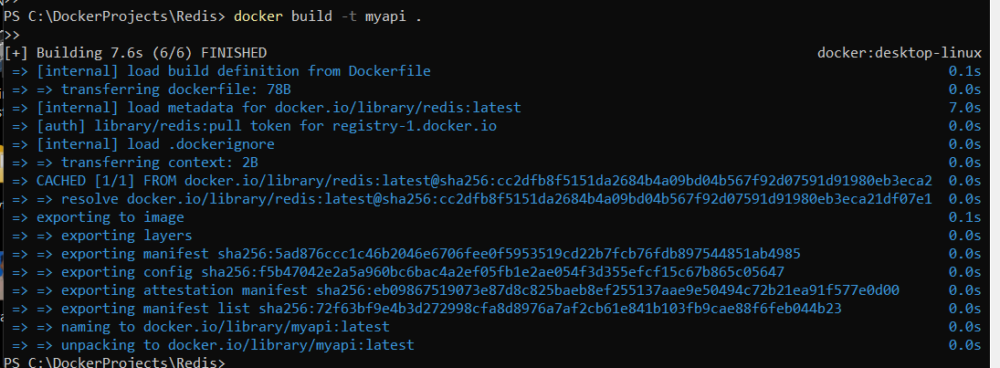 >>
PS C:\DockerProjects\Redis> docker build -t myapi .
>>
[+] Building 7.6s (6/6) FINISHED docker:desktop-linux
=> [internal] load build definition from Dockerfile 0.1s
=> => transferring dockerfile: 78B 0.0s
=> [internal] load metadata for docker.io/library/redis:latest 7.0s
=> [auth] library/redis:pull token for registry-1.docker.io 0.0s
=> [internal] load .dockerignore 0.0s
=> => transferring context: 2B 0.0s
=> CACHED [1/1] FROM docker.io/library/redis:latest@sha256:cc2dfb8f5151da2684b4a09bd04b567f92d07591d91980eb3eca2 0.0s
=> => resolve docker.io/library/redis:latest@sha256:cc2dfb8f5151da2684b4a09bd04b567f92d07591d91980eb3eca21df07e1 0.0s
=> exporting to image 0.1s
=> => exporting layers 0.0s
=> => exporting manifest sha256:5ad876ccc1c46b2046e6706fee0f5953519cd22b7fcb76fdb897544851ab4985 0.0s
=> => exporting config sha256:f5b47042e2a5a960bc6bac4a2ef05fb1e2ae054f3d355efcf15c67b865c05647 0.0s
=> => exporting attestation manifest sha256:eb09867519073e87d8c825baeb8ef255137aae9e50494c72b21ea91f577e0d00 0.0s
=> => exporting manifest list sha256:72f63bf9e4b3d272998cfa8d8976a7af2cb61e841b103fb9cae88f6feb044b23 0.0s
=> => naming to docker.io/library/myapi:latest 0.0s
=> => unpacking to docker.io/library/myapi:latest 0.0s
PS C:\DockerProjects\Redis>